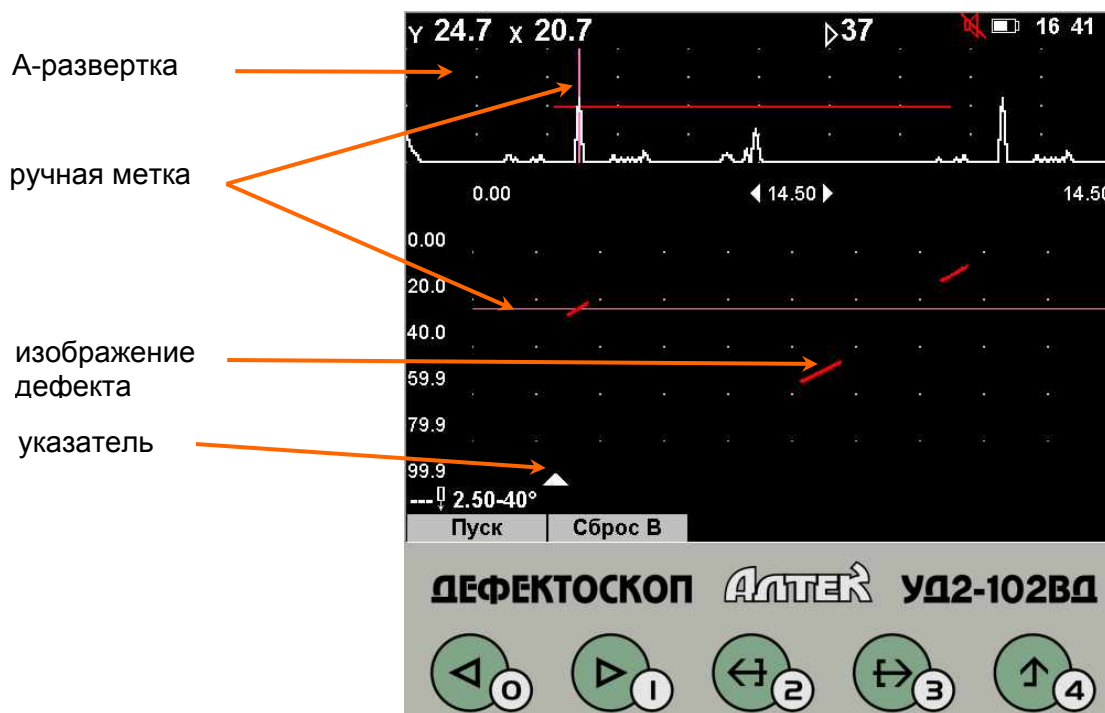 Y 24.7 X 20.7 37 16 41
А-развертка
ручная метка
0.00 14.50 14.50
0.00
20.0
40.0
изображение
дефекта
59.9
79.9
указатель
99.9
--- 2.50-40°
Пуск Сброс В
ДЕФЕКТОСКОП АЛТЕК УД2-102ВД
0 1 2 3 4